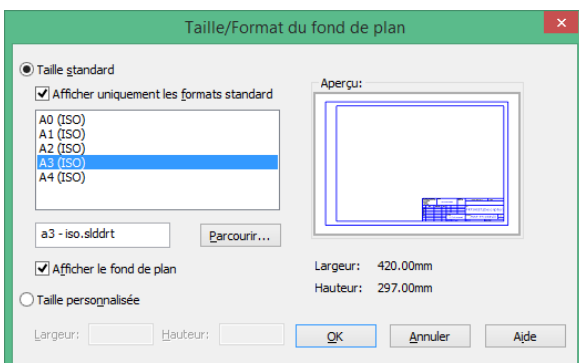 Taille/Format du fond de plan
Taille standard
Afficher uniquement les formats standard
A0 (ISO)
A1 (ISO)
A2 (ISO)
A3 (ISO)
A4 (ISO)
a3 - iso.slddrt
Parcourir...
Afficher le fond de plan
Taille personnalisée
Largeur:
Hauteur:
Aperçu:
Largeur: 420.00mm
Hauteur: 297.00mm
OK
Annuler
Aide